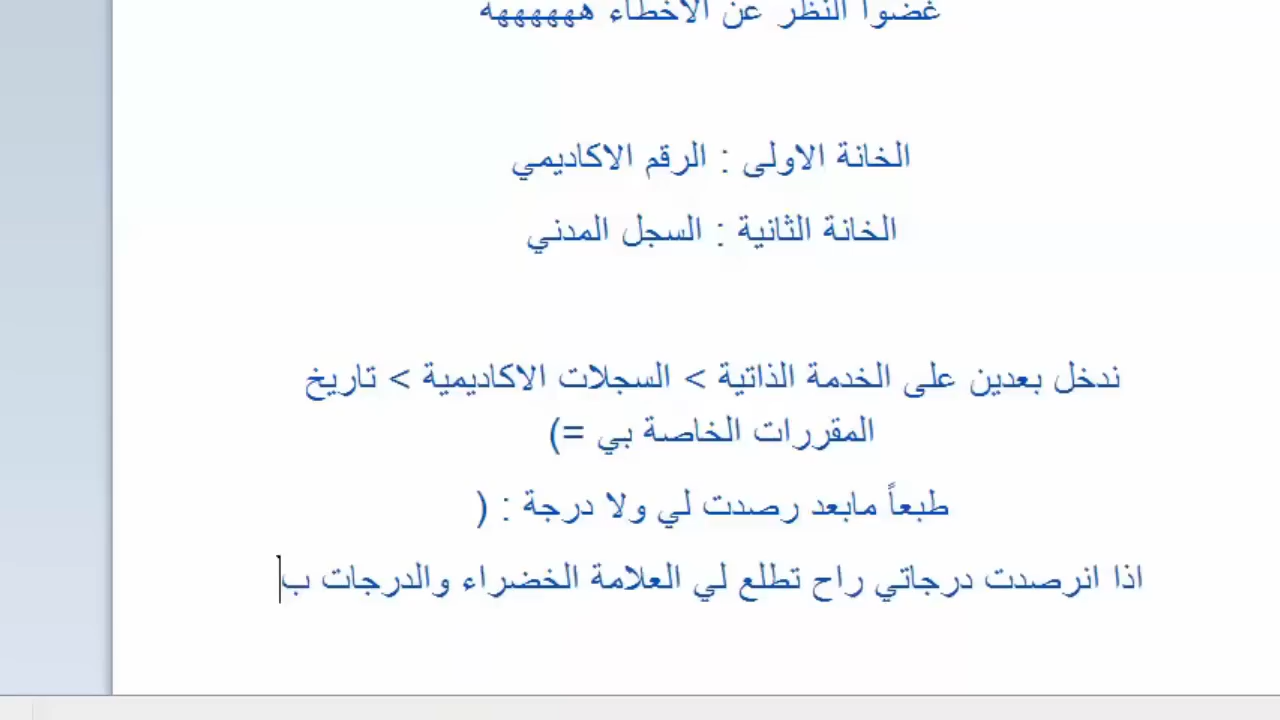 غضوا النظر عن الأخطاء هههههه
الخانة الاولى : الرقم الاكاديمي
الخانة الثانية : السجل المدني
ندخل بعدين على الخدمة الذاتية > السجلات الاكاديمية > تاريخ
المقررات الخاصة بي =)
طبعاً مابعد رصدت لي ولا درجة : (
اذا انرصدت درجاتي راح تطلع لي العلامة الخضراء والدرجات ب